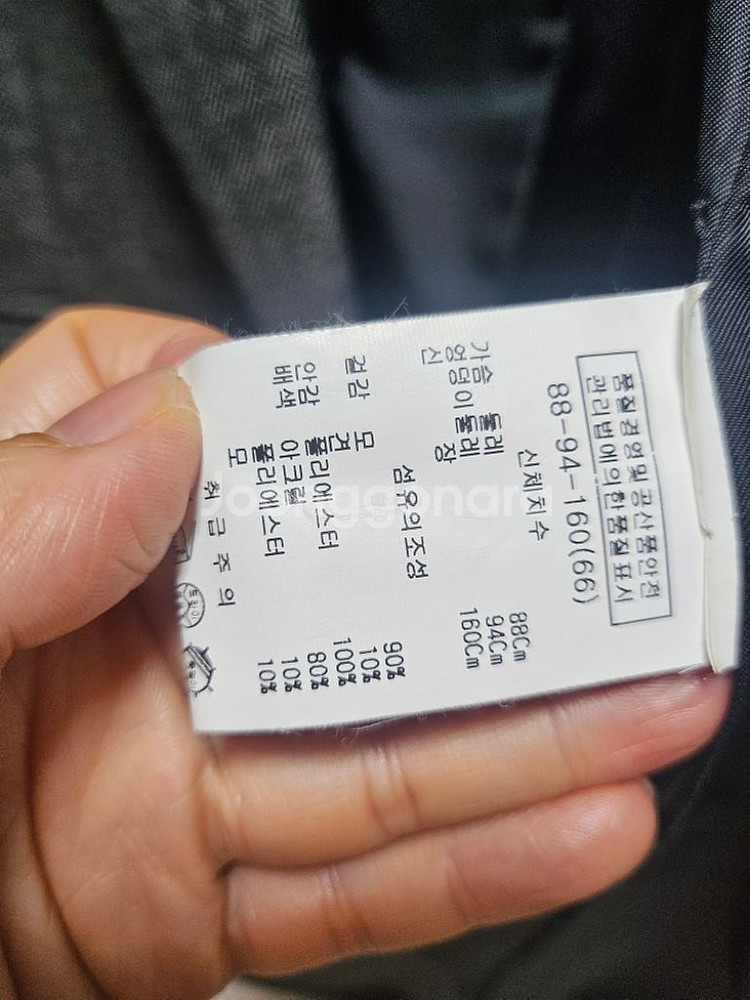 품질경영및공산품안전
관리법에의한품질표시
88-94-160(66)
신체치수
가슴 둘레 88Cm
엉덩이둘레 94Cm
신 장 160Cm
섬유의조성
겉감 모 90%
견 10%
안감 폴리에스터 100%
배색 아크릴 80%
폴리에스터 10%
모 10%
취 급 주 의
드라이
joonggonara